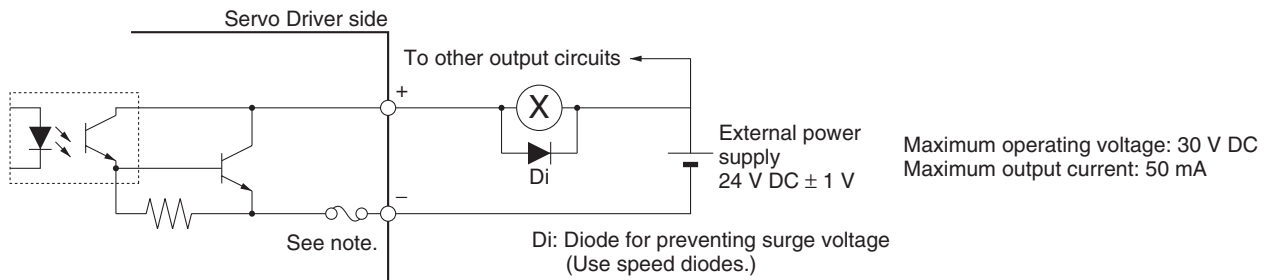 Servo Driver side
To other output circuits
+
X
Di
External power
supply
24 V DC ± 1 V
Maximum operating voltage: 30 V DC
Maximum output current: 50 mA
–
See note.
Di: Diode for preventing surge voltage
(Use speed diodes.)